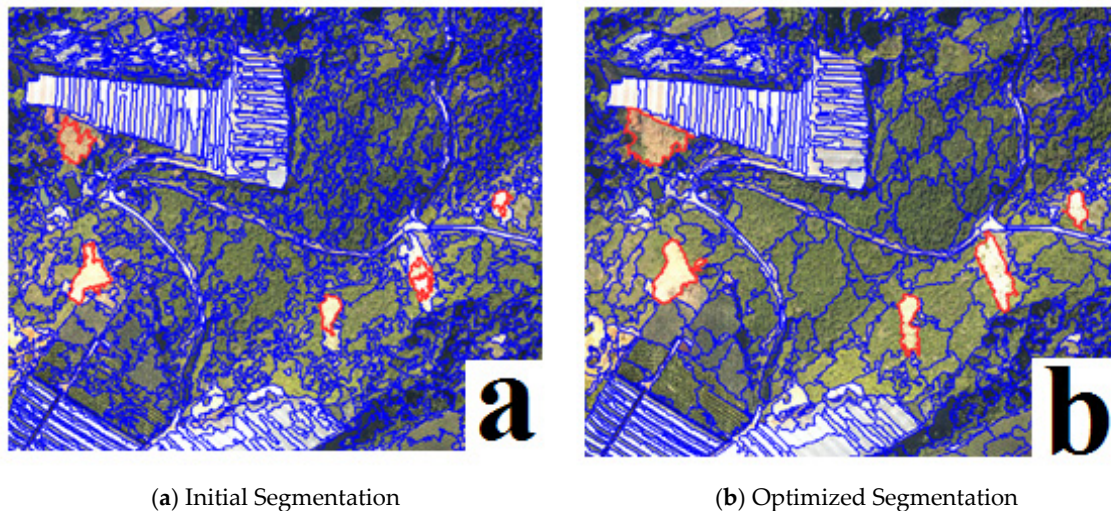 a
b
(a) Initial Segmentation
(b) Optimized Segmentation